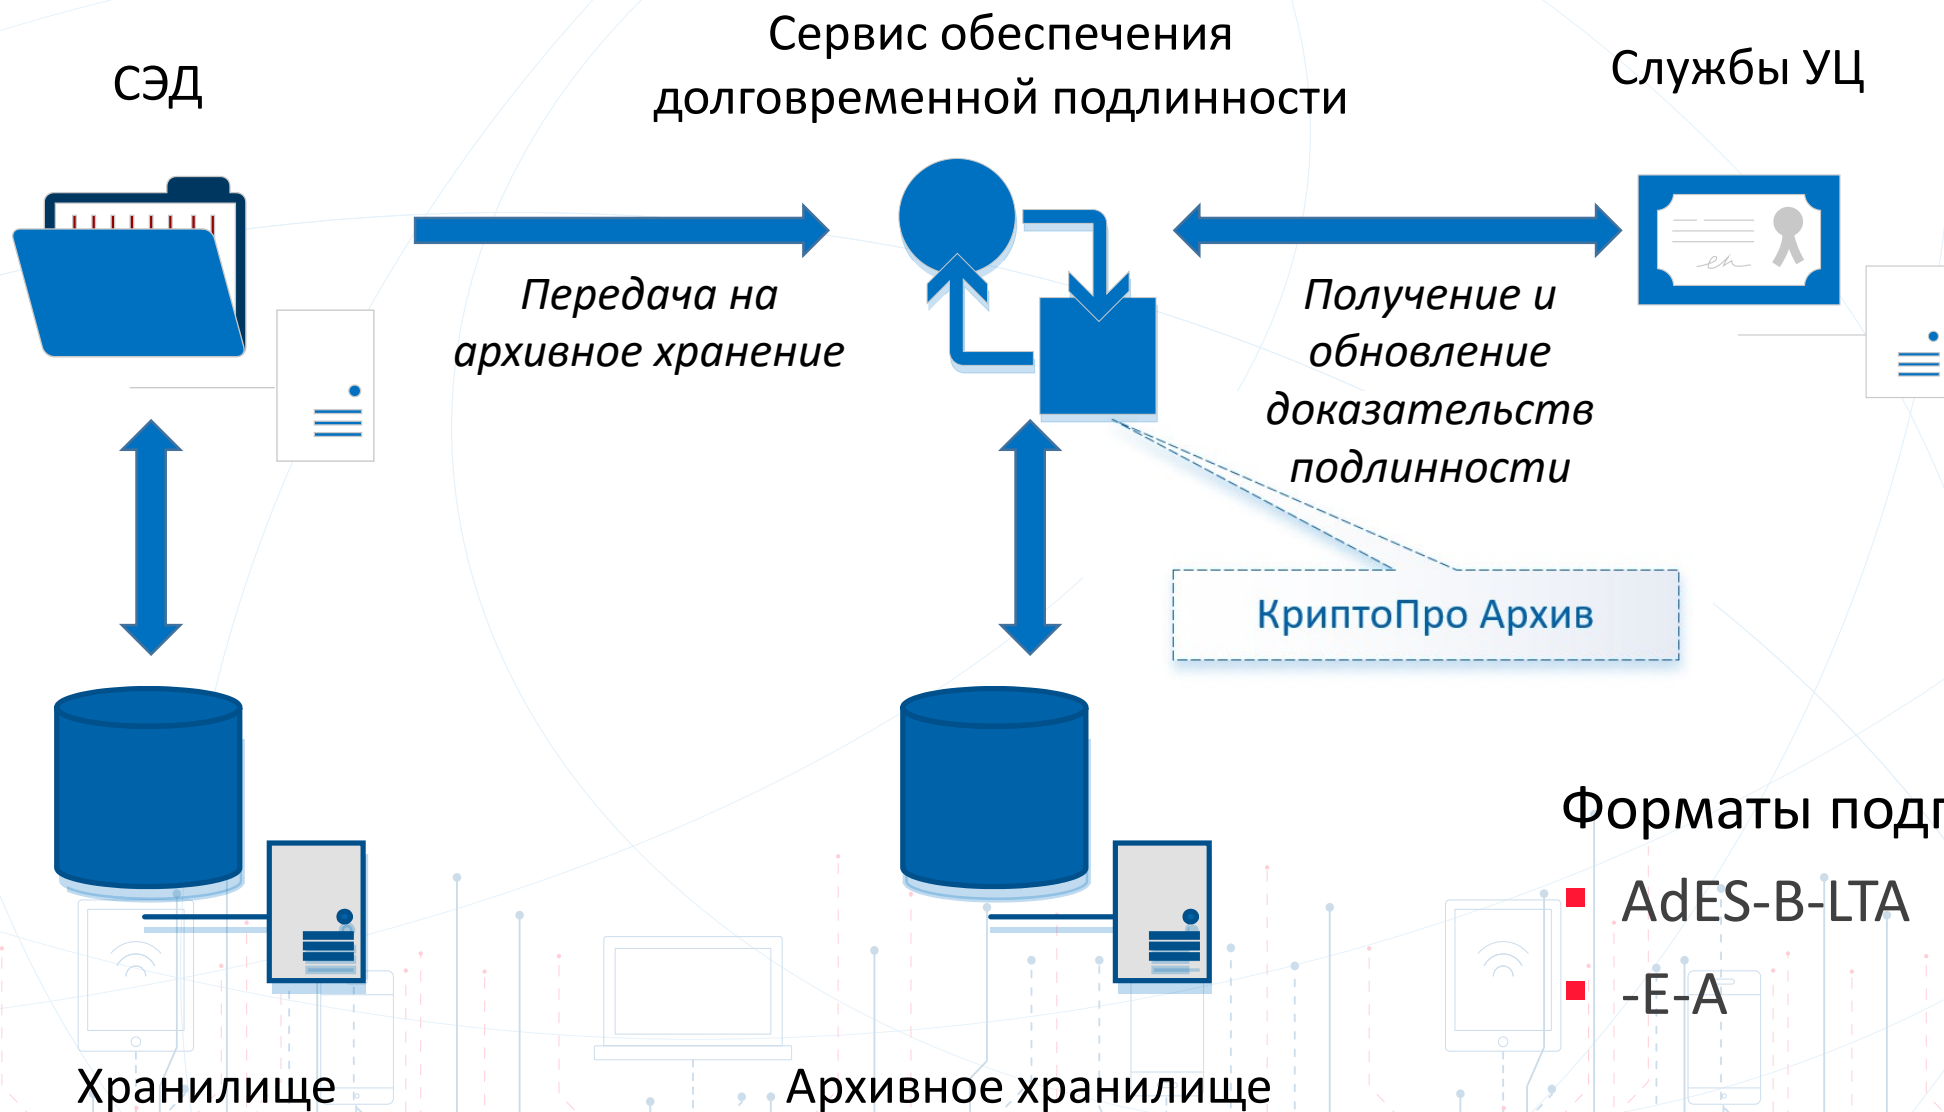 СЭД
Сервис обеспечения
долговременной подлинности
Службы УЦ
Передача на
архивное хранение
Получение и
обновление
доказательств
подлинности
КриптоПро Архив
Форматы
AdES-B-LTA
-E-A
Хранилище
Архивное хранилище